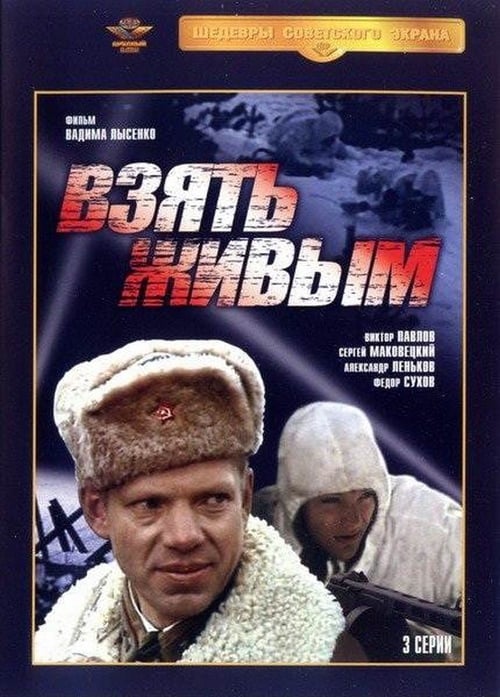 ШЕДЕВРЫ СОВЕТСКОГО ЭКРАНА
ФИЛЬМ
ВАДИМА ЛЫСЕНКО
ВЗЯТЬ
ЖИВЫМ
ВИКТОР ПАВЛОВ
СЕРГЕЙ МАКОВЕЦКИЙ
АЛЕКСАНДР ЛЕНЬКОВ
ФЕДОР СУХОВ
3 СЕРИИ